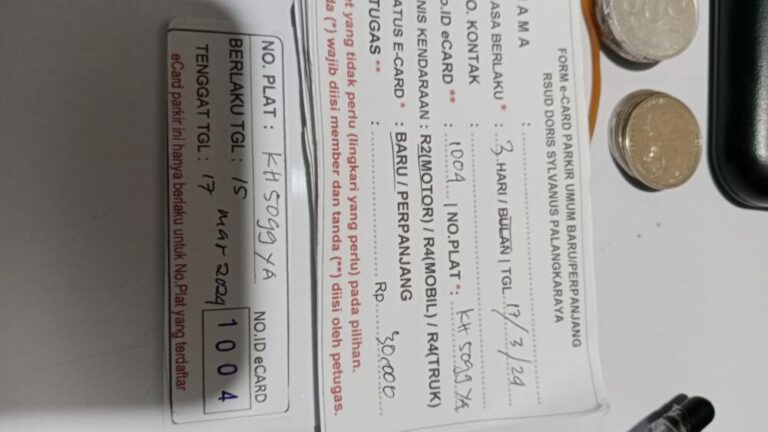 FORM e-CARD PARKIR UMUM BARU/PERPANJANG
RSUD DORIS SYLVANUS PALANGKARAYA
AMA :
ASA BERLAKU * : 3 HARI / BULAN | TGL. 17/3/24
O. KONTAK :
O.ID eCARD ** : 1004 | NO.PLAT *: KH 5099 YA
NIS KENDARAAN : R2(MOTOR) / R4(MOBIL) / R4(TRUK)
ATUS E-CARD * : BARU / PERPANJANG
TUGAS ** : Rp 30.000
et yang tidak perlu (lingkari yang perlu) pada pilihan.
da (*) wajib diisi member dan tanda (**) diisi oleh petugas.
NO. PLAT : KH 5099 YA NO.ID eCARD
BERLAKU TGL : 15 mar 2024 1004
TENGGAT TGL : 17
eCard parkir ini hanya berlaku untuk No.Plat yang terdaftar